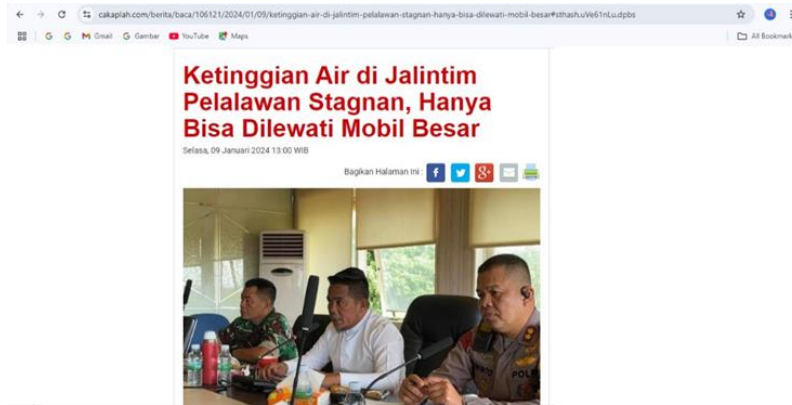 cakaplah.com/berita/baca/106121/2024/01/09/ketinggian-air-di-jalintim-pelalawan-stagnan-hanya-bisa-dilewati-mobil-besar#sthash.uVe61nLu.dpbs
Gmail Gambar YouTube Maps All Bookmark
Ketinggian Air di Jalintim
Pelalawan Stagnan, Hanya
Bisa Dilewati Mobil Besar
Selasa, 09 Januari 2024 13:00 WIB
Bagikan Halaman Ini :